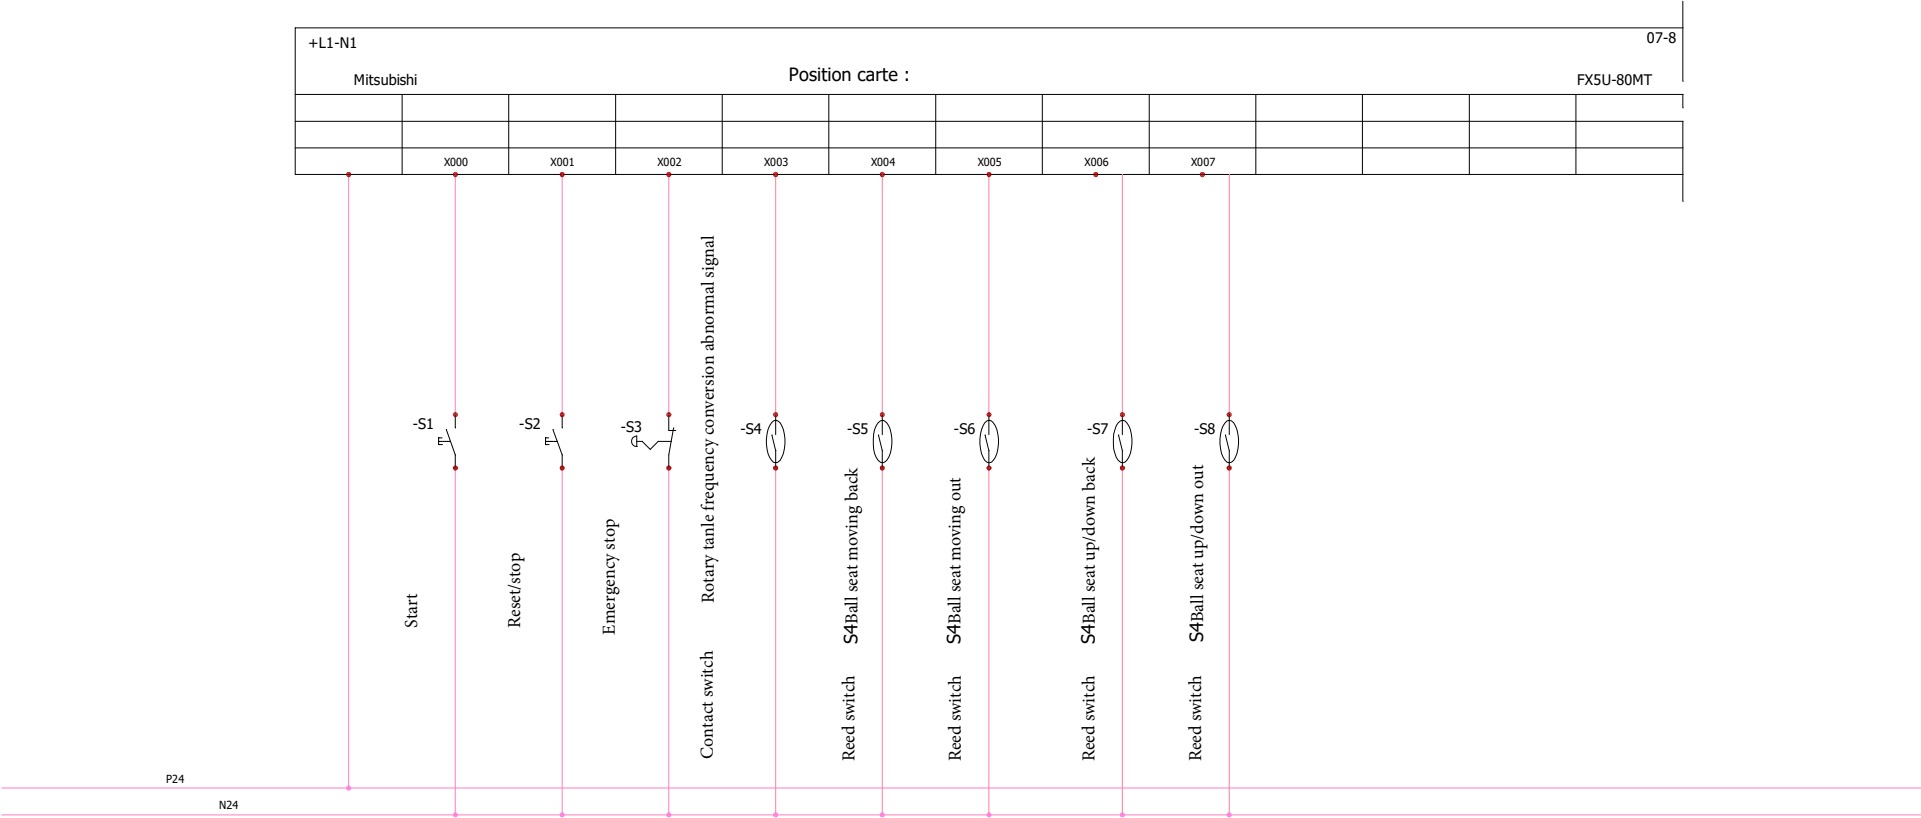 +L1-N1
07-8
Mitsubishi
Position carte :
FX5U-80MT
X000
X001
X002
X003
X004
X005
X006
X007
-S1
-S2
-S3
-S4
-S5
-S6
-S7
-S8
Start
Reset/stop
Emergency stop
Contact switch Rotary tanle frequency conversion abnormal signal
Reed switch S4Ball seat moving back
Reed switch S4Ball seat moving out
Reed switch S4Ball seat up/down back
Reed switch S4Ball seat up/down out
P24
N24